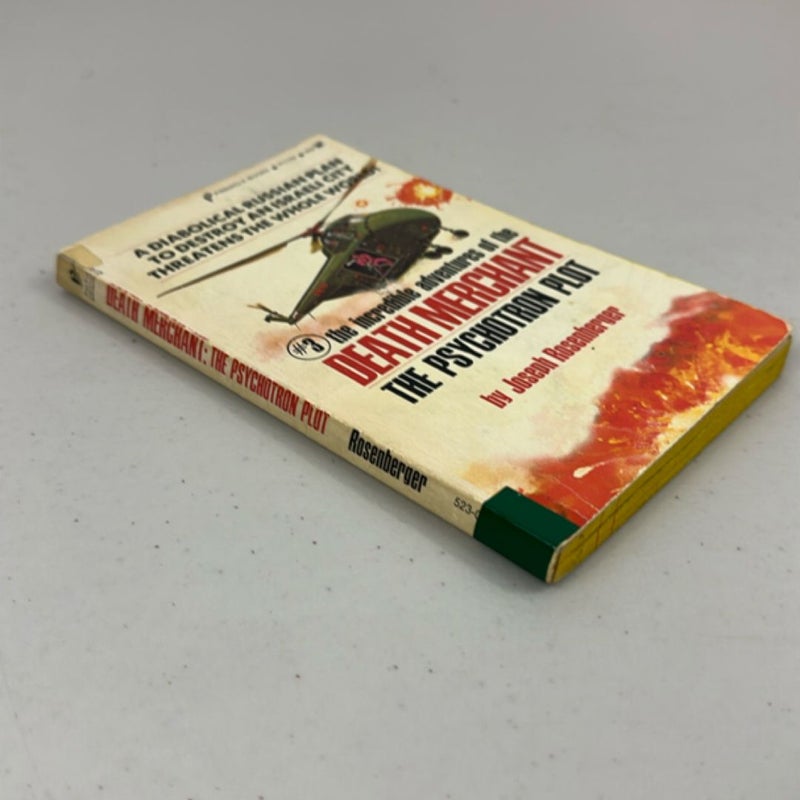 A DIABOLICAL RUSSIAN PLAN
TO DESTROY AN ISRAELI CITY
THREATENS THE WHOLE WORLD!
#3
the incredible adventures of the
DEATH MERCHANT
THE PSYCHOTRON PLOT
by Joseph Rosenberger
DEATH MERCHANT: THE PSYCHOTRON PLOT
Rosenberger